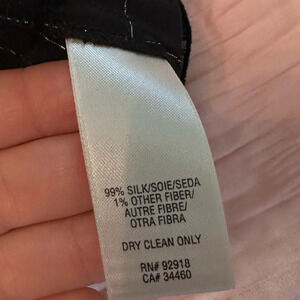 99% SILK/SOIE/SEDA
1% OTHER FIBER/
AUTRE FIBRE/
OTRA FIBRA
DRY CLEAN ONLY
RN# 92918
CA# 34460